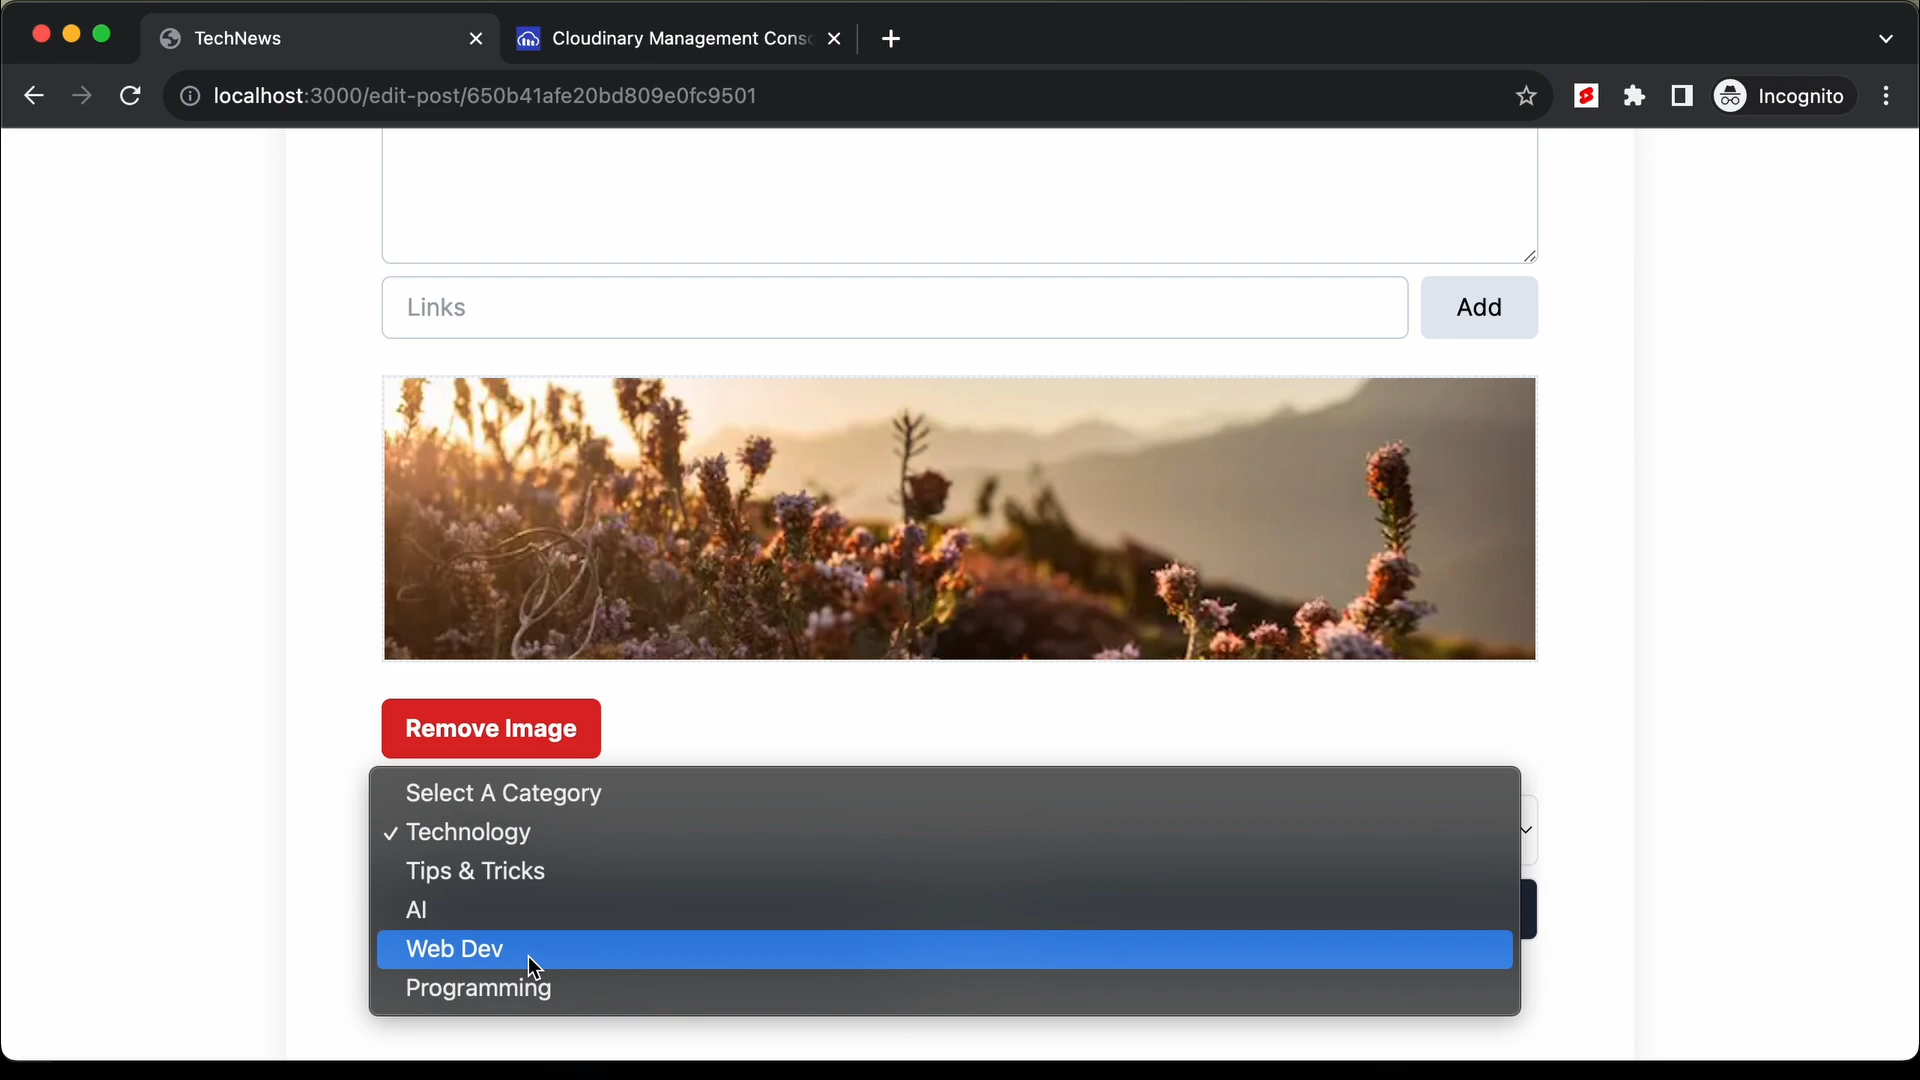 TechNews
Cloudinary Management Cons
localhost:3000/edit-post/650b41afe20bd809e0fc9501
Incognito
Links
Add
Remove Image
Select A Category
✓ Technology
Tips & Tricks
AI
Web Dev
Programming